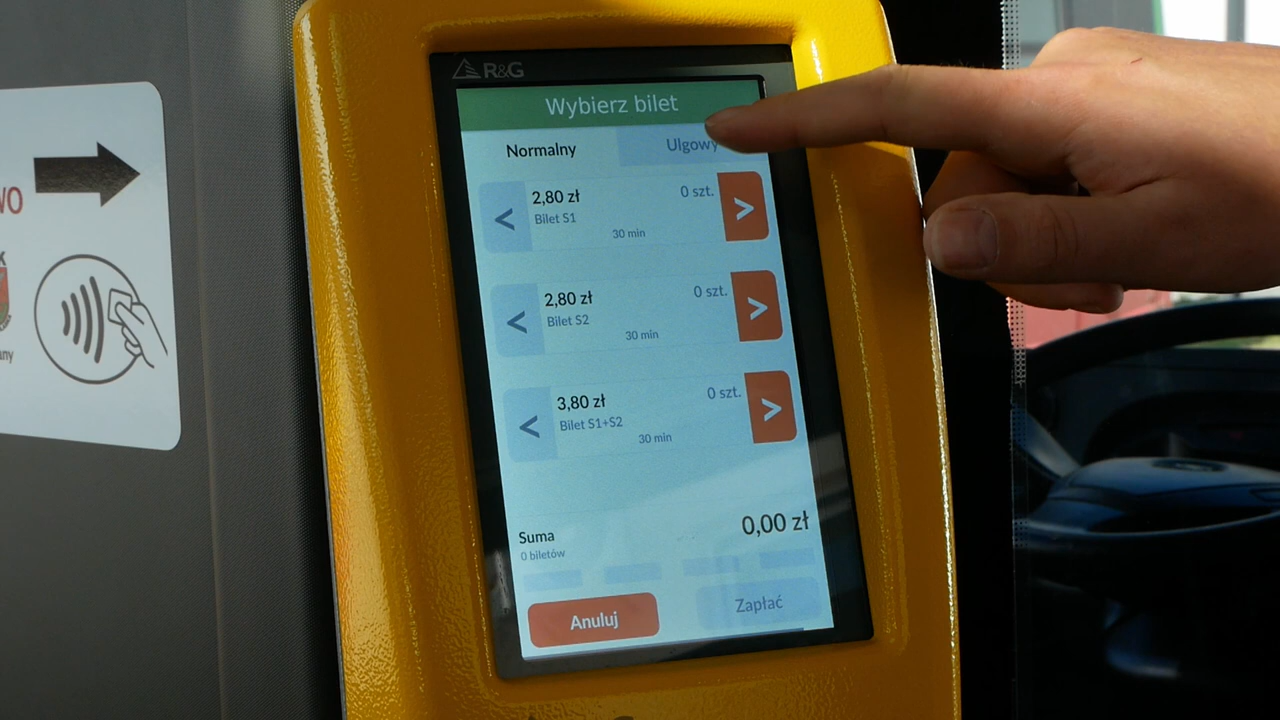 R&G
Wybierz bilet
Normalny Ulgowy
< 2,80 zł 0 szt. >
Bilet S1
30 min
< 2,80 zł 0 szt. >
Bilet S2
30 min
< 3,80 zł 0 szt. >
Bilet S1+S2
30 min
Suma 0,00 zł
0 biletów
Anuluj Zapłać